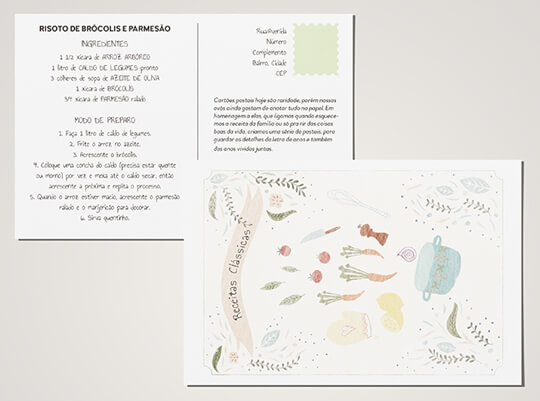 RISOTO DE BRÓCOLIS E PARMESÃO
INGREDIENTES
1 1/2 xícara de ARROZ ARBÓREO
1 litro de CALDO DE LEGUMES pronto
3 colheres de sopa de AZEITE DE OLIVA
1 xícara de BRÓCOLIS
3/4 xícara de PARMESÃO ralado
MODO DE PREPARO
1. Faça 1 litro de caldo de legumes.
2. Frite o arroz no azeite.
3. Acrescente o brócolis.
4. Coloque uma concha do caldo (precisa estar quente
ou morno) por vez e mexa até o caldo secar, então
acrescente a próxima e repita o processo.
5. Quando o arroz estiver macio, acrescente o parmesão
ralado e o manjericão para decorar.
6. Sirva quentinho.
Rua/Avenida
Número
Complemento
Bairro, Cidade
CEP
Cartões postais hoje são raridade, porém nossas
avós ainda gostam de anotar tudo no papel. Em
homenagem a elas, que ligamos quando esquece-
mos a receita da família ou só pra rir das coisas
boas da vida, criamos uma série de postais, para
guardar os detalhes da letra de anos e também
dos anos vividos juntas.
Receitas Clássicas